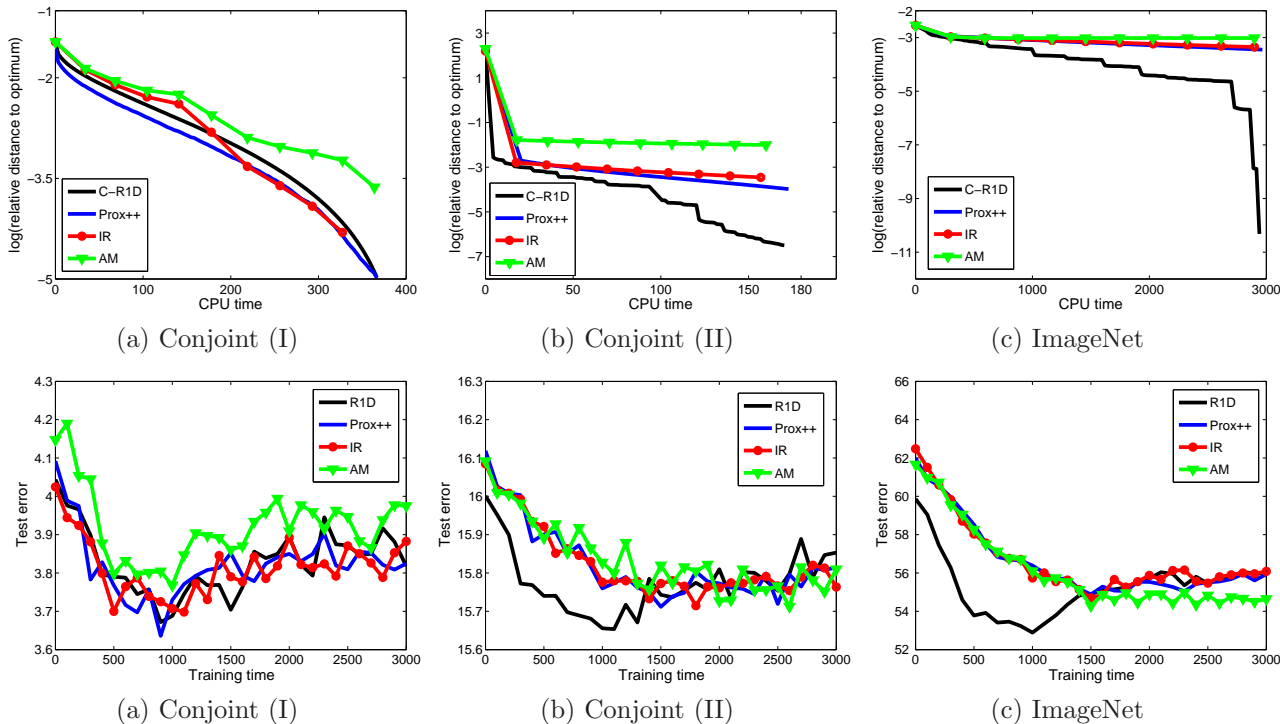 log(relative distance to optimum)
−1
−2
−3.5
−5
0
100
200
300
400
CPU time
C−R1D
Prox++
IR
AM
(a) Conjoint (I)
log(relative distance to optimum)
3
1
−1
−3
−5
−7
0
50
100
150
180
CPU time
C−R1D
Prox++
IR
AM
(b) Conjoint (II)
log(relative distance to optimum)
−2
−3
−5
−7
−9
−11
0
1000
2000
3000
CPU time
C−R1D
Prox++
IR
AM
(c) ImageNet
Test error
4.3
4.2
4.1
4
3.9
3.8
3.7
3.6
0
500
1000
1500
2000
2500
3000
Training time
R1D
Prox++
IR
AM
(a) Conjoint (I)
Test error
16.3
16.2
16.1
16
15.9
15.8
15.7
15.6
0
500
1000
1500
2000
2500
3000
Training time
R1D
Prox++
IR
AM
(b) Conjoint (II)
Test error
66
64
62
60
58
56
54
52
0
500
1000
1500
2000
2500
3000
Training time
R1D
Prox++
IR
AM
(c) ImageNet